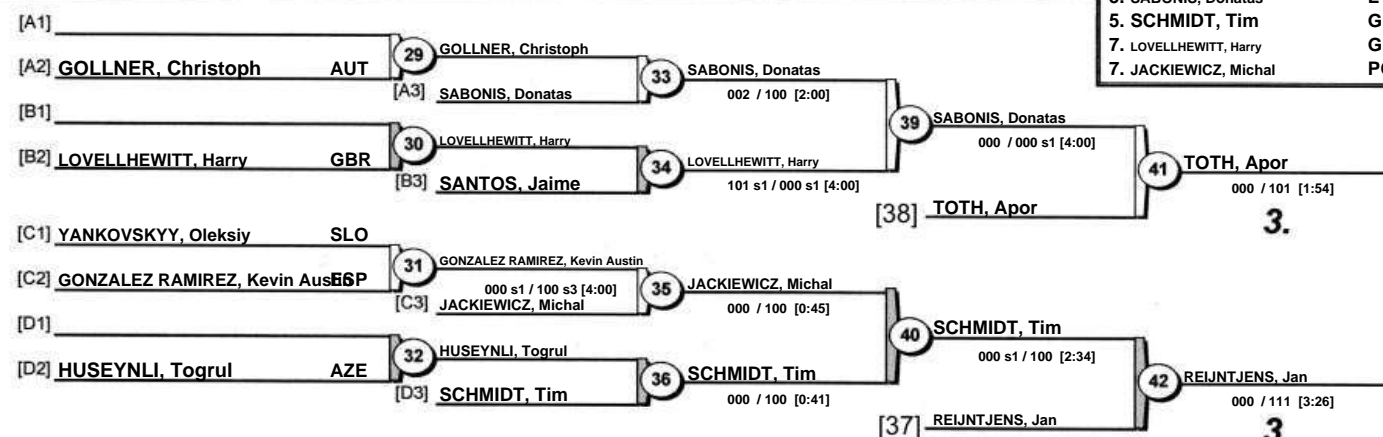 3. SABONIS, Donatas
5. SCHMIDT, Tim G
7. LOVELLHEWITT, Harry G
7. JACKIEWICZ, Michal
[A1]
[A2] GOLLNER, Christoph AUT
29
GOLLNER, Christoph
[A3] SABONIS, Donatas
33
SABONIS, Donatas
002 / 100 [2:00]
[B1]
[B2] LOVELLHEWITT, Harry GBR
30
LOVELLHEWITT, Harry
[B3] SANTOS, Jaime
34
LOVELLHEWITT, Harry
101 s1 / 000 s1 [4:00]
39
SABONIS, Donatas
000 / 000 s1 [4:00]
[38] TOTH, Apor
41
TOTH, Apor
000 / 101 [1:54]
3.
[C1] YANKOVSKYY, Oleksiy SLO
[C2] GONZALEZ RAMIREZ, Kevin Austin ESP
31
GONZALEZ RAMIREZ, Kevin Austin
000 s1 / 100 s3 [4:00]
[C3] JACKIEWICZ, Michal
35
JACKIEWICZ, Michal
000 / 100 [0:45]
[D1]
[D2] HUSEYNLI, Togrul AZE
32
HUSEYNLI, Togrul
[D3] SCHMIDT, Tim
36
SCHMIDT, Tim
000 / 100 [0:41]
40
SCHMIDT, Tim
000 s1 / 100 [2:34]
[37] REIJNTJENS, Jan
42
REIJNTJENS, Jan
000 / 111 [3:26]
3